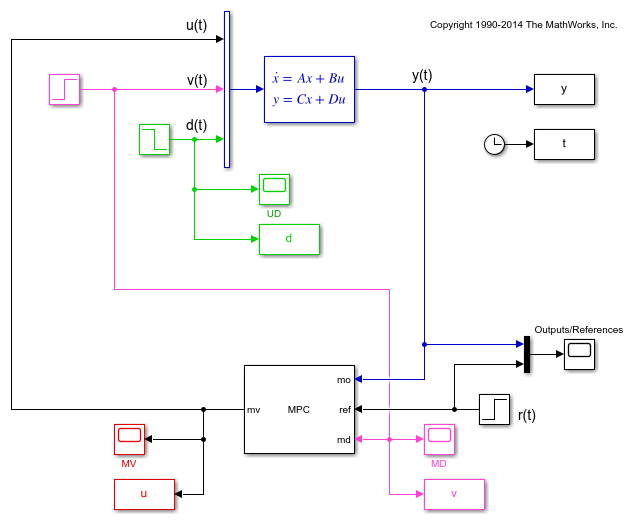 Copyright 1990-2014 The MathWorks, Inc.
u(t)
v(t)
d(t)
ẋ = Ax + Bu
y = Cx + Du
y(t)
y
t
UD
d
Outputs/References
mo
mv
MPC
ref
md
r(t)
MV
MD
u
v